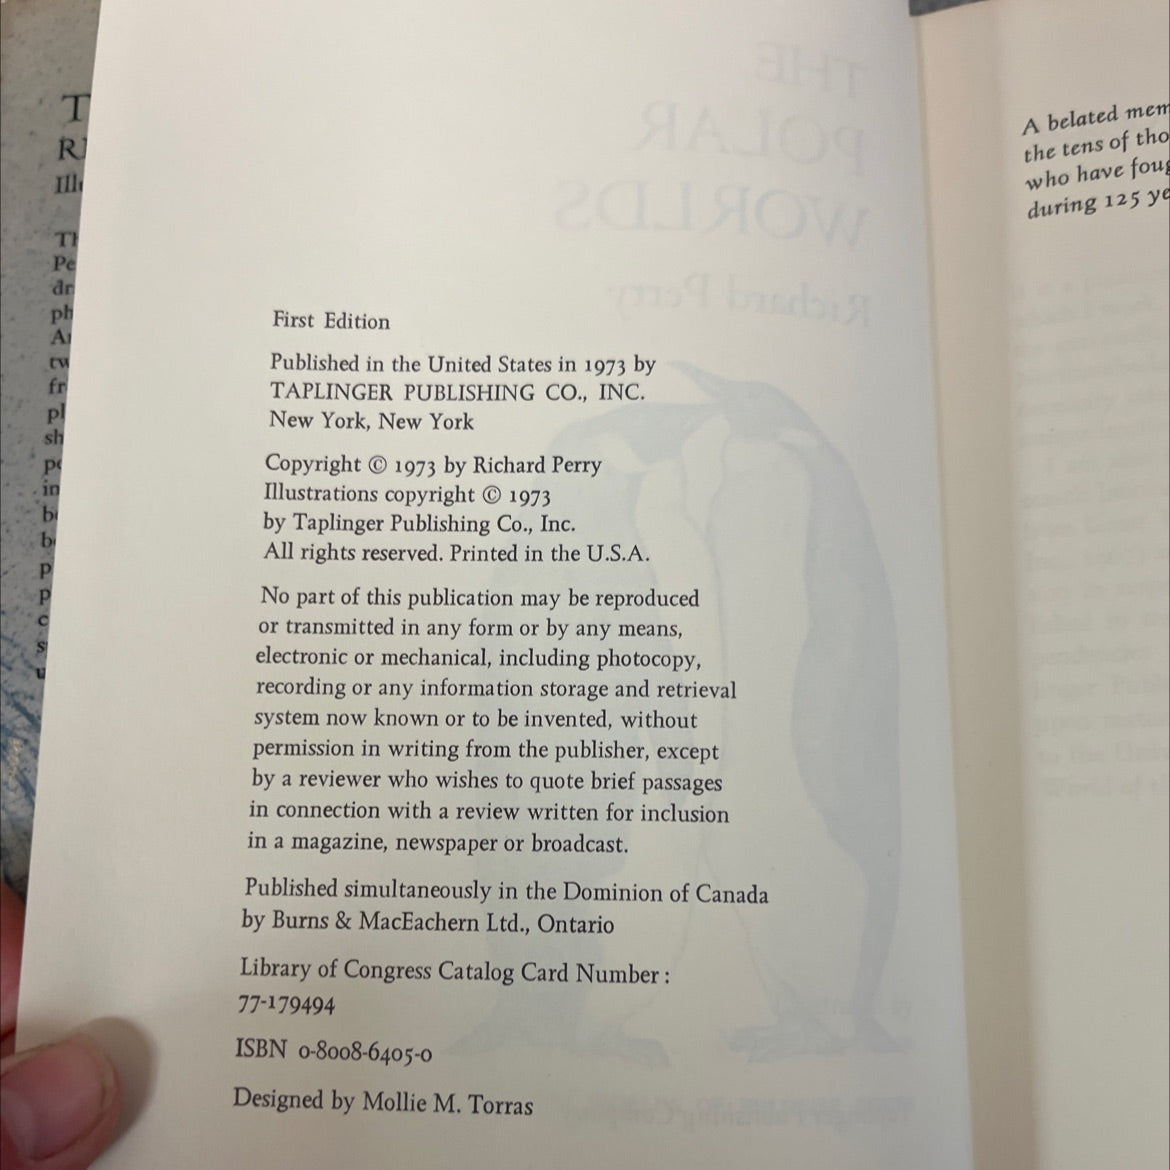 First Edition
Published in the United States in 1973 by
TAPLINGER PUBLISHING CO., INC.
New York, New York
Copyright © 1973 by Richard Perry
Illustrations copyright © 1973
by Taplinger Publishing Co., Inc.
All rights reserved. Printed in the U.S.A.
No part of this publication may be reproduced
or transmitted in any form or by any means,
electronic or mechanical, including photocopy,
recording or any information storage and retrieval
system now known or to be invented, without
permission in writing from the publisher, except
by a reviewer who wishes to quote brief passages
in connection with a review written for inclusion
in a magazine, newspaper or broadcast.
Published simultaneously in the Dominion of Canada
by Burns & MacEachern Ltd., Ontario
Library of Congress Catalog Card Number:
77-179494
ISBN 0-8008-6405-0
Designed by Mollie M. Torras
THE
POLAR
WORLDS
Richard Perry
A belated mem
the tens of tho
who have foug
during 125 ye